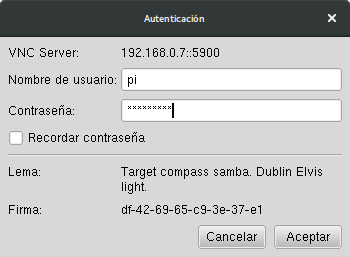 Autenticación
VNC Server: 192.168.0.7::5900
Nombre de usuario: pi
Contraseña: *********
Recordar contraseña
Lema: Target compass samba. Dublin Elvis
light.
Firma: df-42-69-65-c9-3e-37-e1
Cancelar Aceptar